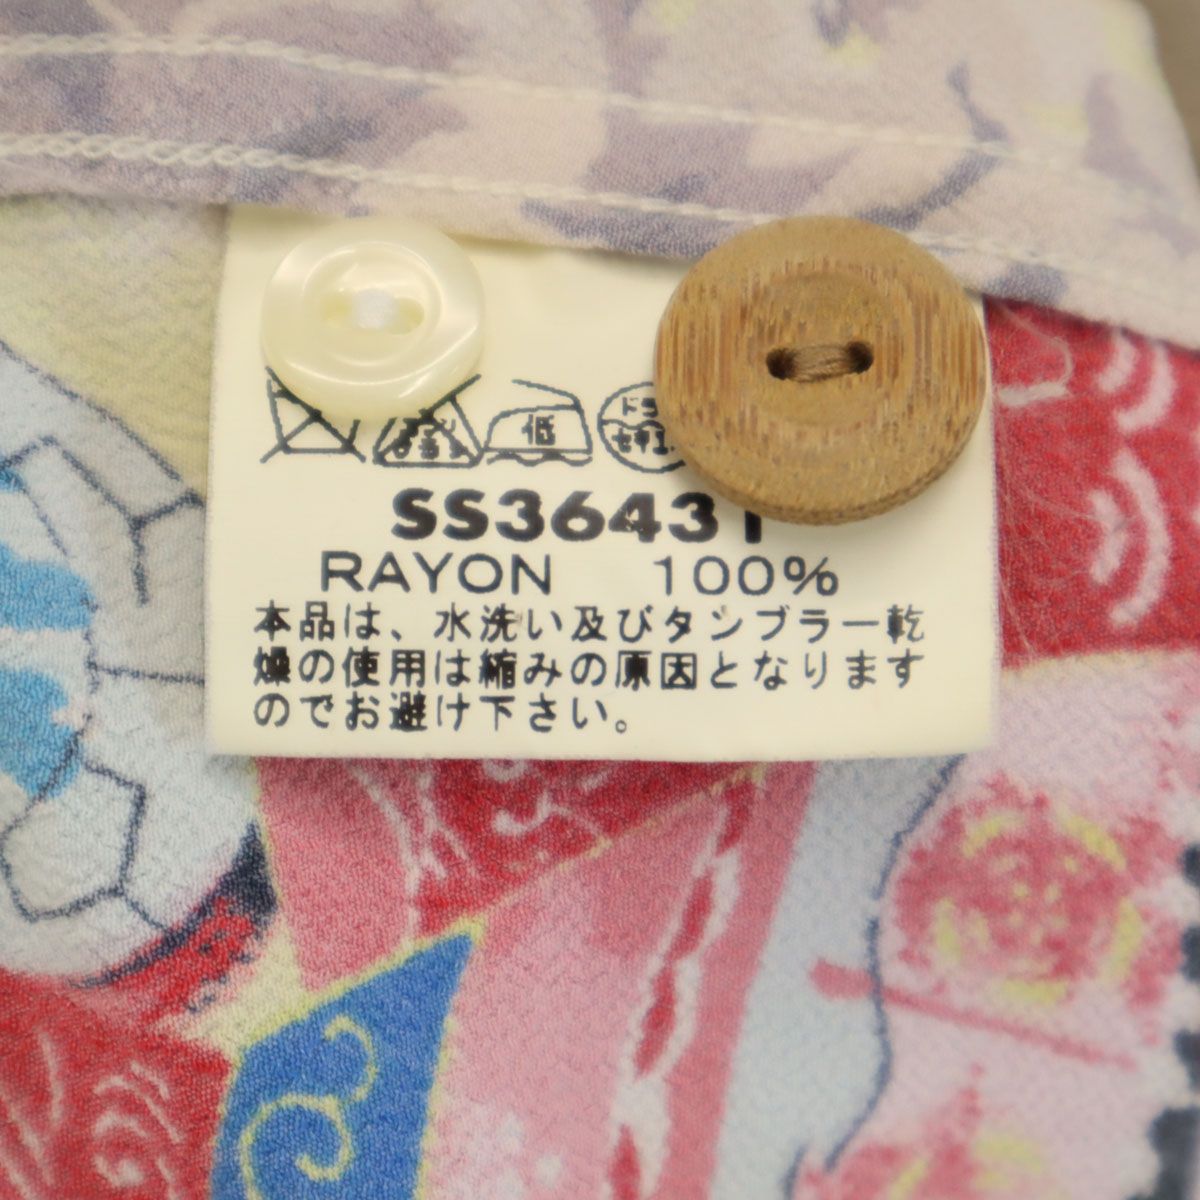 低
SS36431
RAYON 100%
本品は、水洗い及びタンブラー乾
燥の使用は縮みの原因となります
のでお避け下さい。